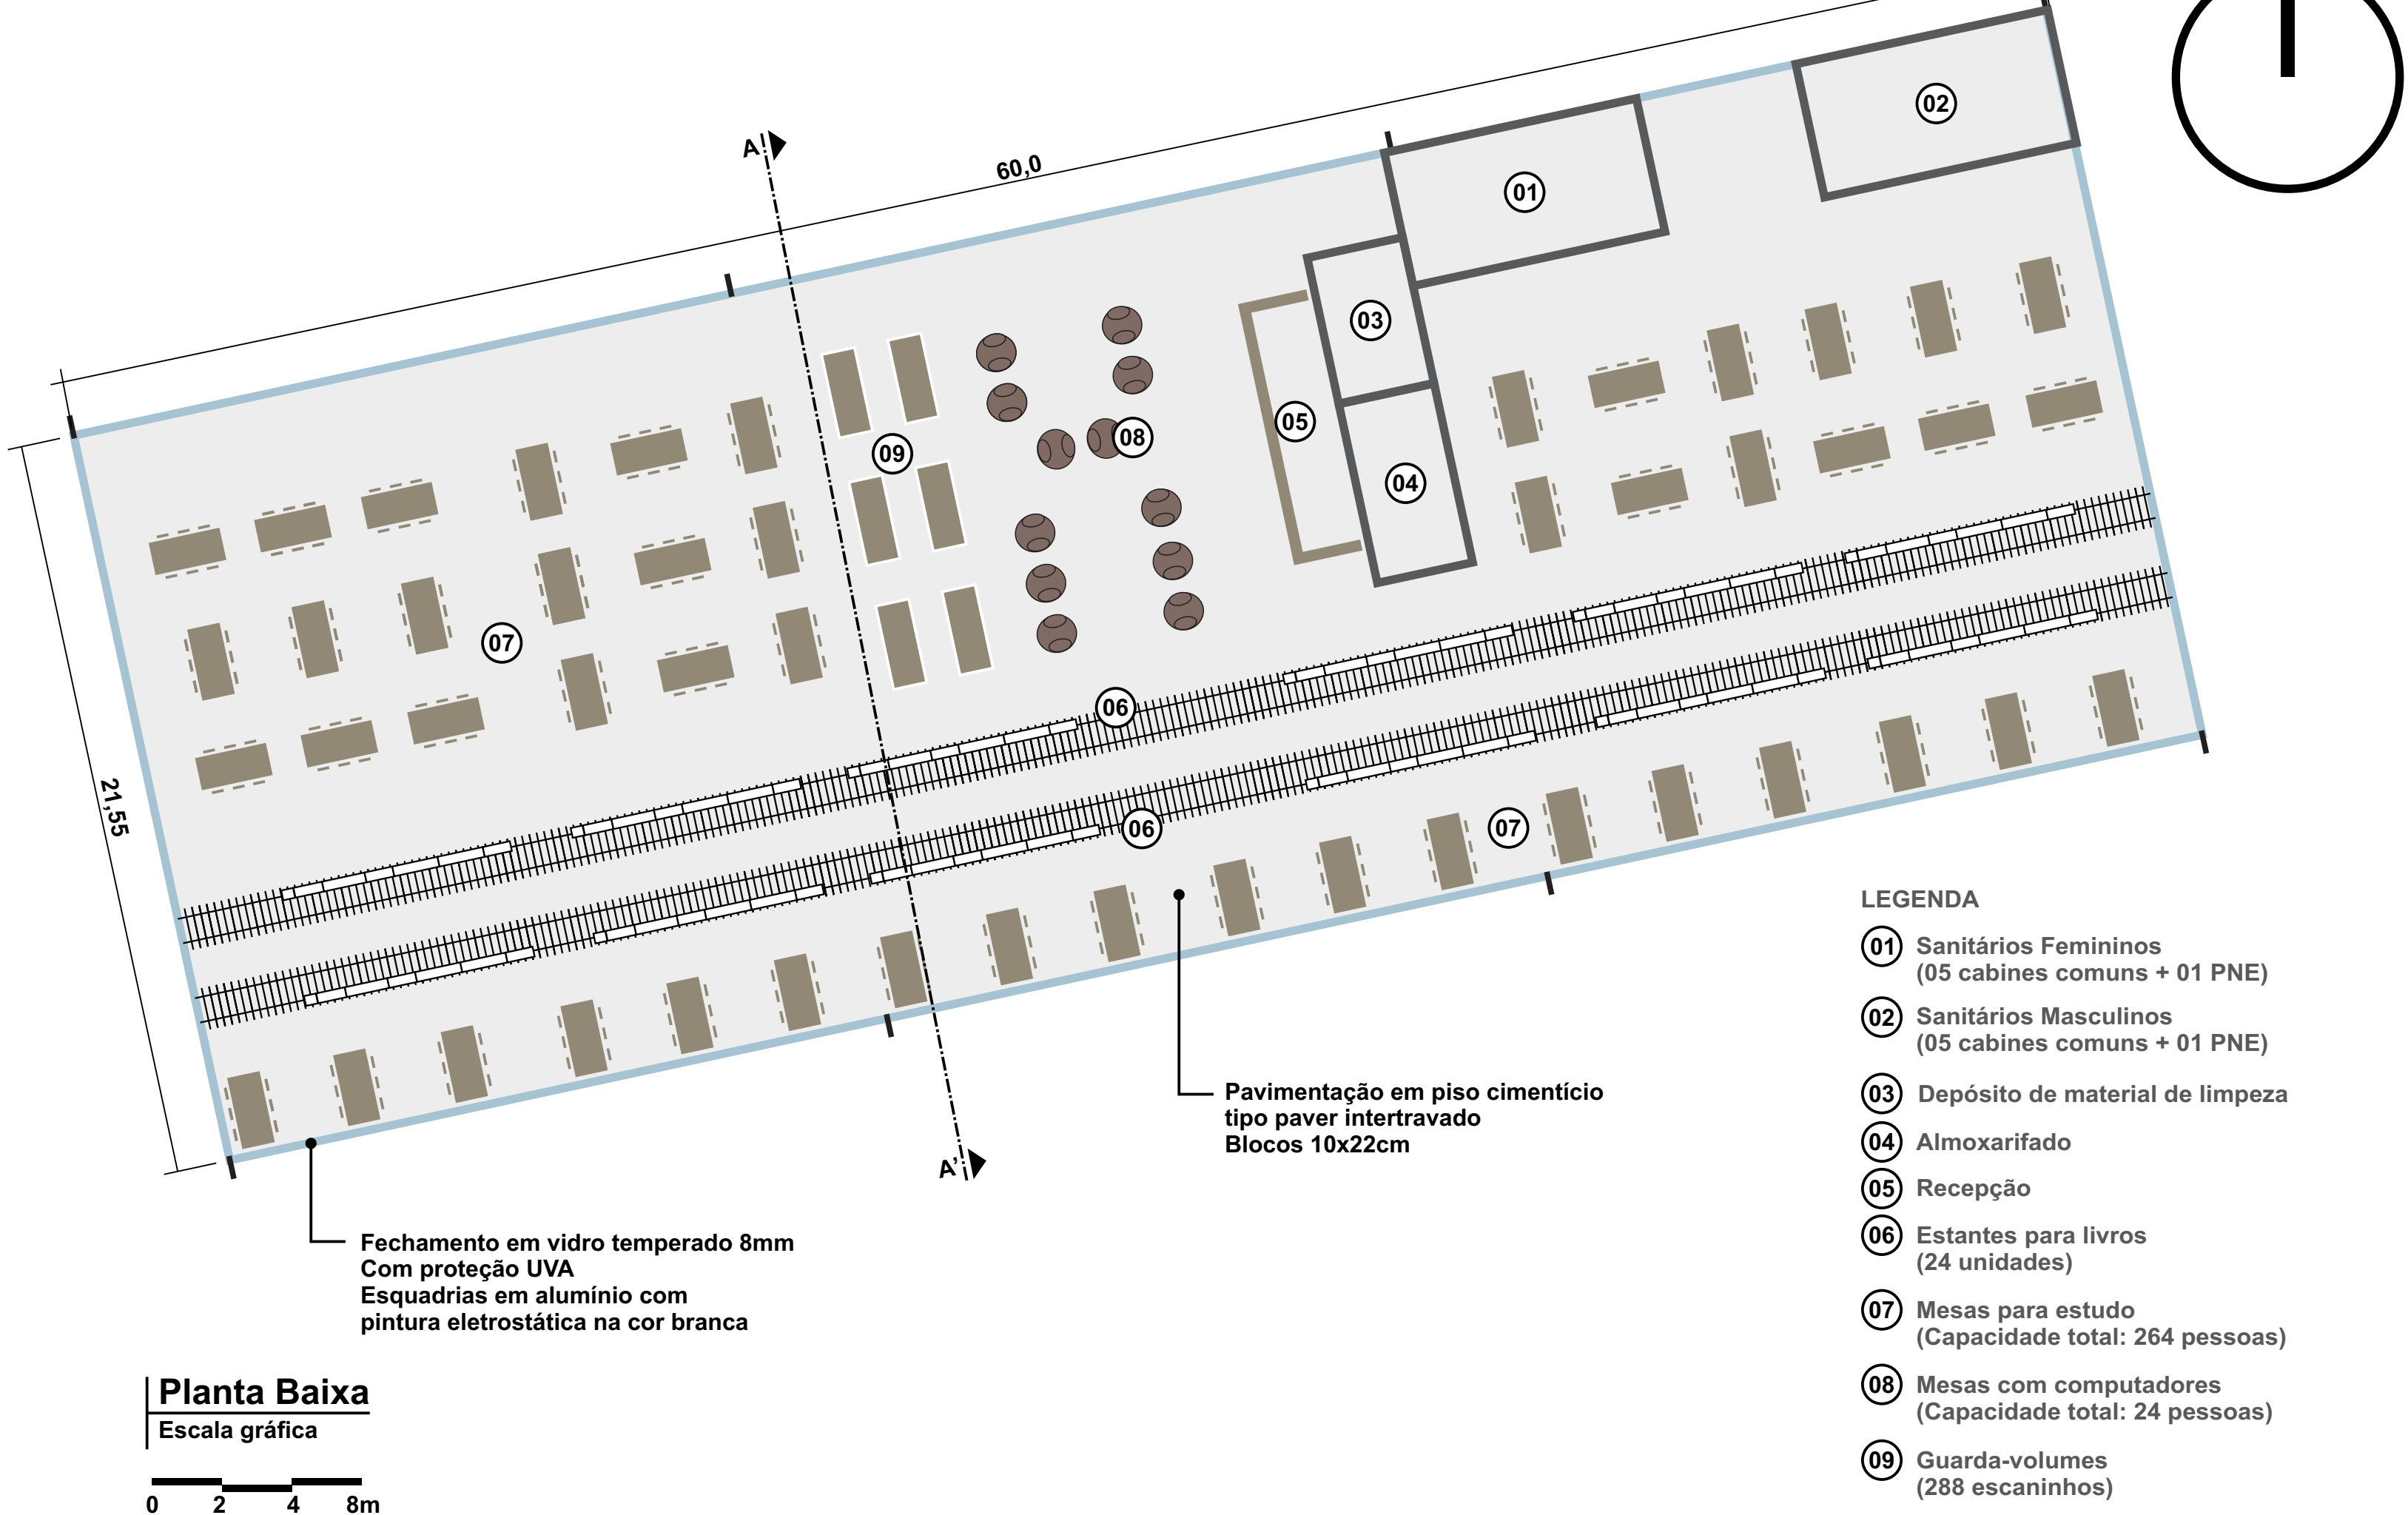 02
A
60,0
01
03
05
08
09
04
07
06
21,55
06
07
LEGENDA
01 Sanitários Femininos
(05 cabines comuns + 01 PNE)
02 Sanitários Masculinos
(05 cabines comuns + 01 PNE)
03 Depósito de material de limpeza
04 Almoxarifado
05 Recepção
06 Estantes para livros
(24 unidades)
07 Mesas para estudo
(Capacidade total: 264 pessoas)
08 Mesas com computadores
(Capacidade total: 24 pessoas)
09 Guarda-volumes
(288 escaninhos)
Pavimentação em piso cimentício
tipo paver intertravado
Blocos 10x22cm
A'
Fechamento em vidro temperado 8mm
Com proteção UVA
Esquadrias em alumínio com
pintura eletrostática na cor branca
Planta Baixa
Escala gráfica
0 2 4 8m